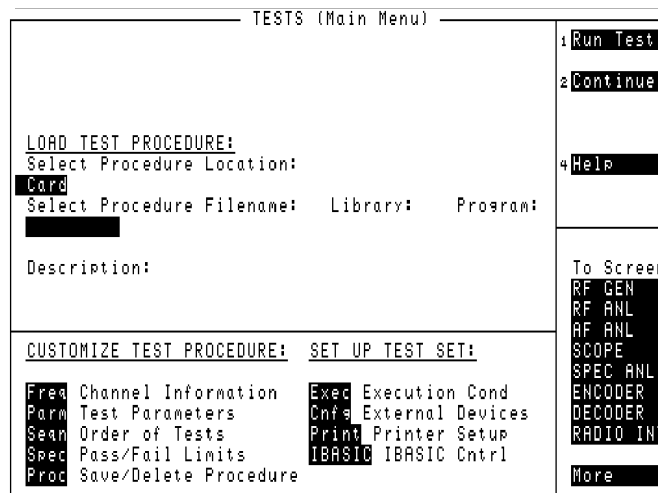 TESTS (Main Menu)
1 Run Test
2 Continue
LOAD TEST PROCEDURE:
Select Procedure Location:
4 Help
Card
Select Procedure Filename: Library: Program:
Description:
To Screen
RF GEN
RF ANL
AF ANL
SCOPE
SPEC ANL
ENCODER
DECODER
RADIO INT
More
CUSTOMIZE TEST PROCEDURE: SET UP TEST SET:
Freq Channel Information Exec Execution Cond
Parm Test Parameters Cnfg External Devices
Seqn Order of Tests Print Printer Setup
Spec Pass/Fail Limits IBASIC IBASIC Cntrl
Proc Save/Delete Procedure